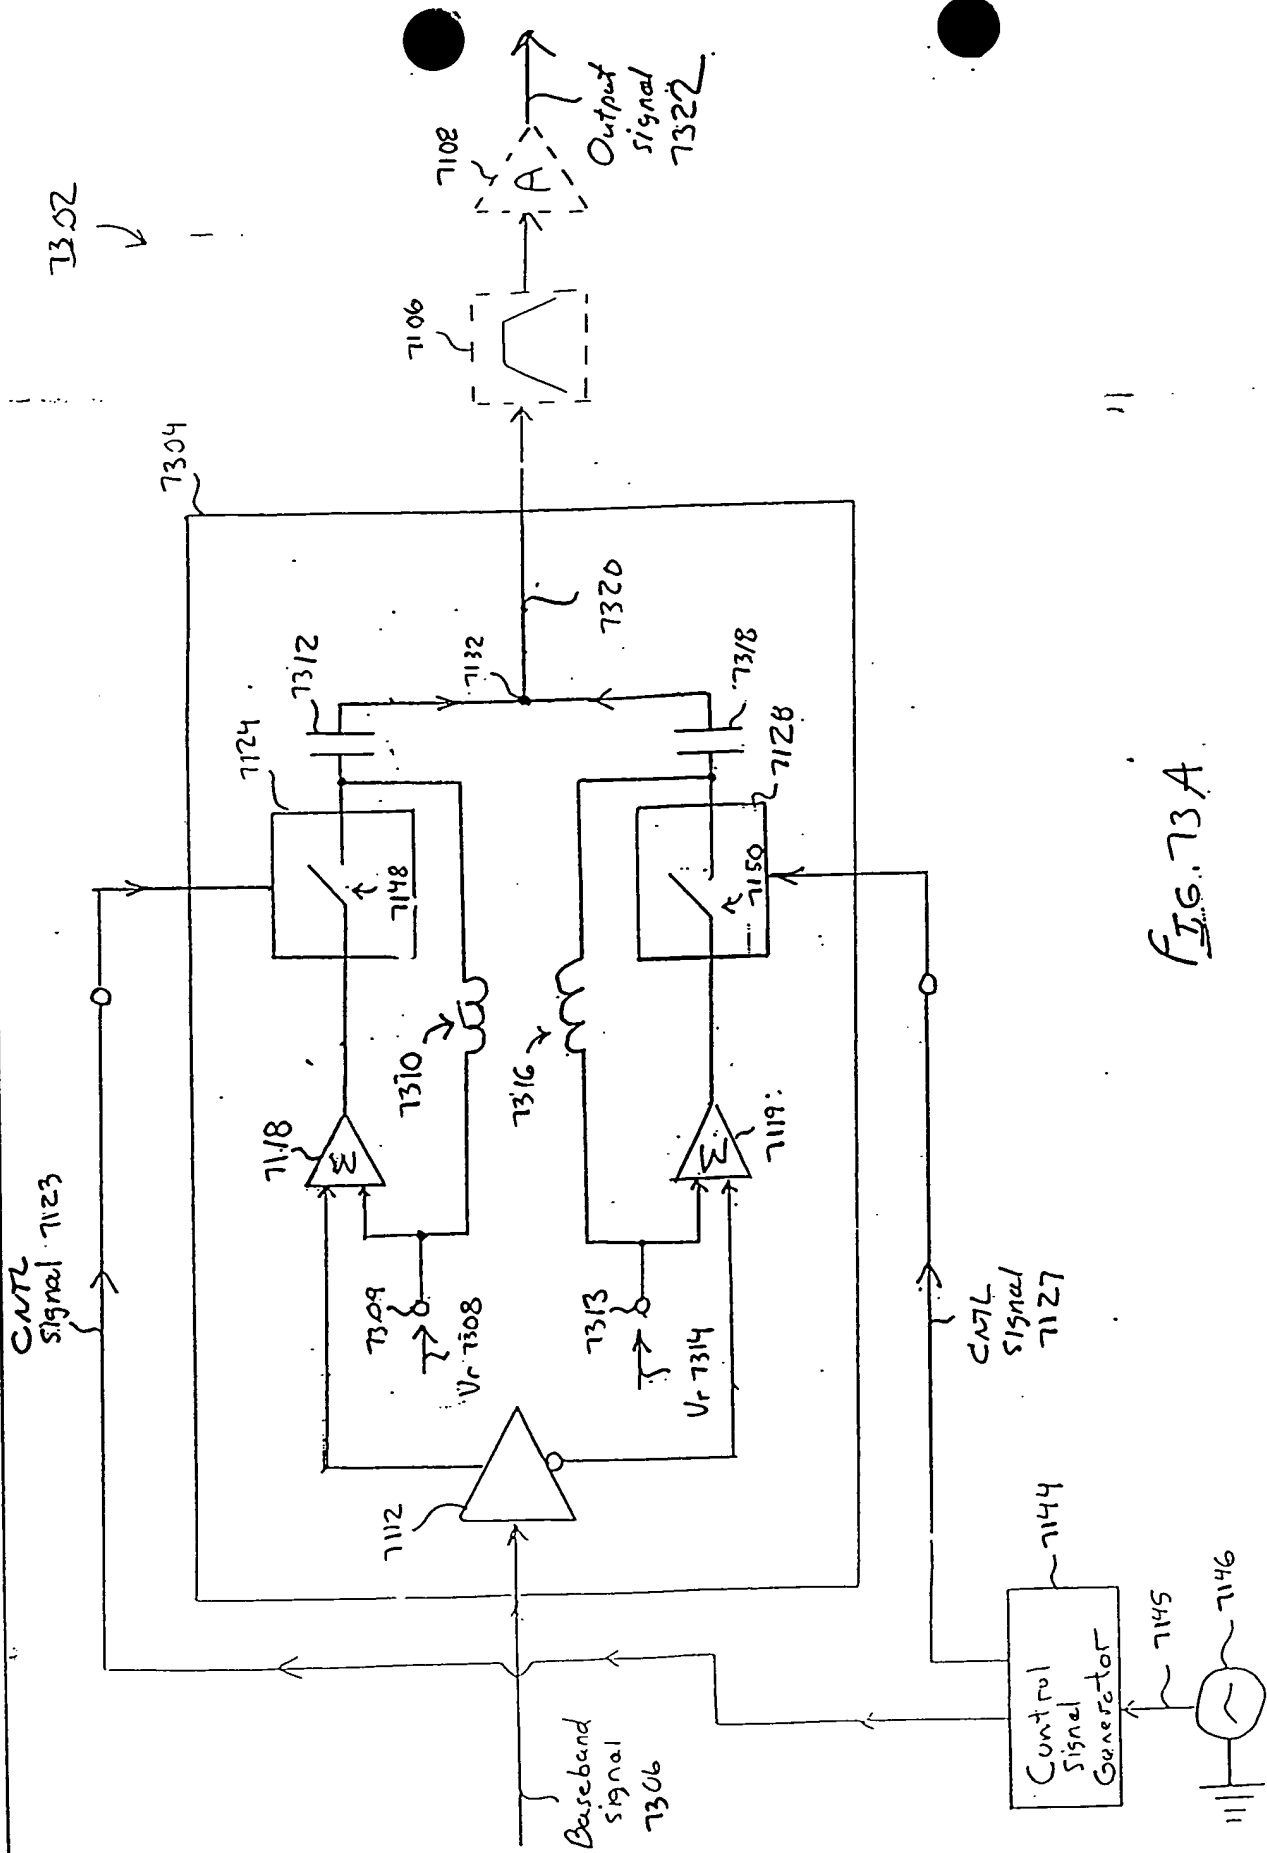 7302
7304
CNTL
signal 7123
7124
7312
7148
7118
7310
7132
7320
7106
7102
A
Output
signal
7322
7309
Vr 7308
Σ
7112
7316
7313
Vr 7314
Σ
7119
7150
7128
7318
Baseband
signal
7306
CNTL
signal
7127
Control
Signal
Generator
7144
7145
7146
FIG. 73A